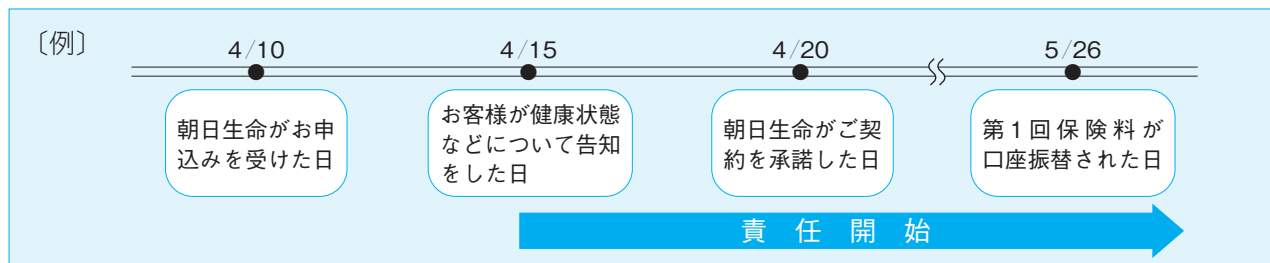 〔例〕
4/10
4/15
4/20
5/26
朝日生命がお申
込みを受けた日
お客様が健康状態
などについて告知
をした日
朝日生命がご契
約を承諾した日
第1回保険料が
口座振替された日
責任開始